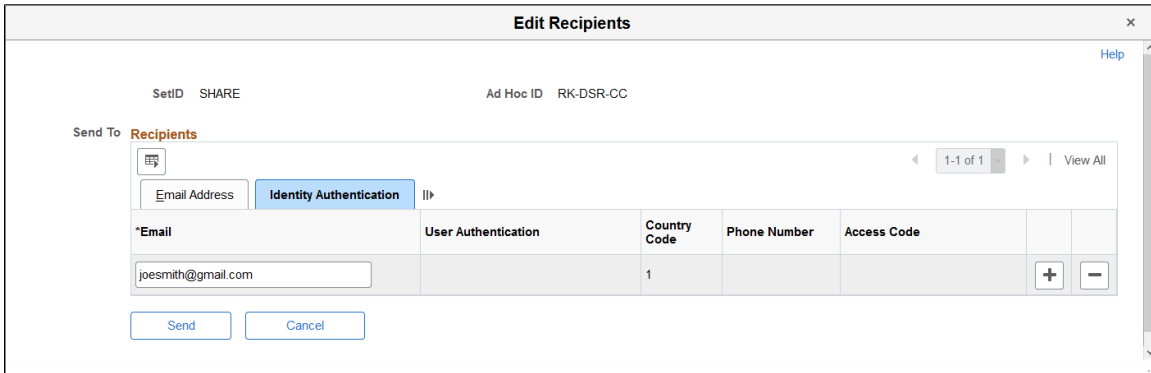 Edit Recipients
×
Help
SetID SHARE Ad Hoc ID RK-DSR-CC
Send To Recipients
1-1 of 1 | View All
Email Address Identity Authentication
*Email User Authentication Country Code Phone Number Access Code
joesmith@gmail.com 1 + −
Send Cancel